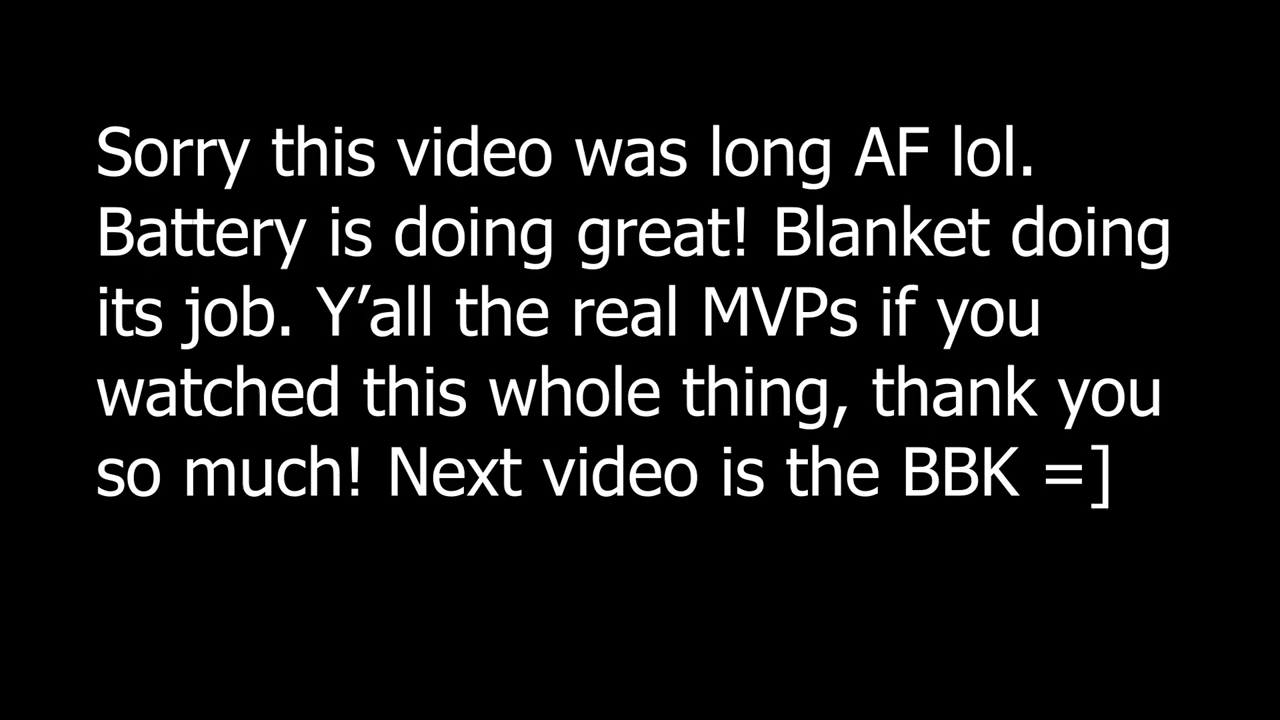 Sorry this video was long AF lol.
Battery is doing great! Blanket doing
its job. Y’all the real MVPs if you
watched this whole thing, thank you
so much! Next video is the BBK =]